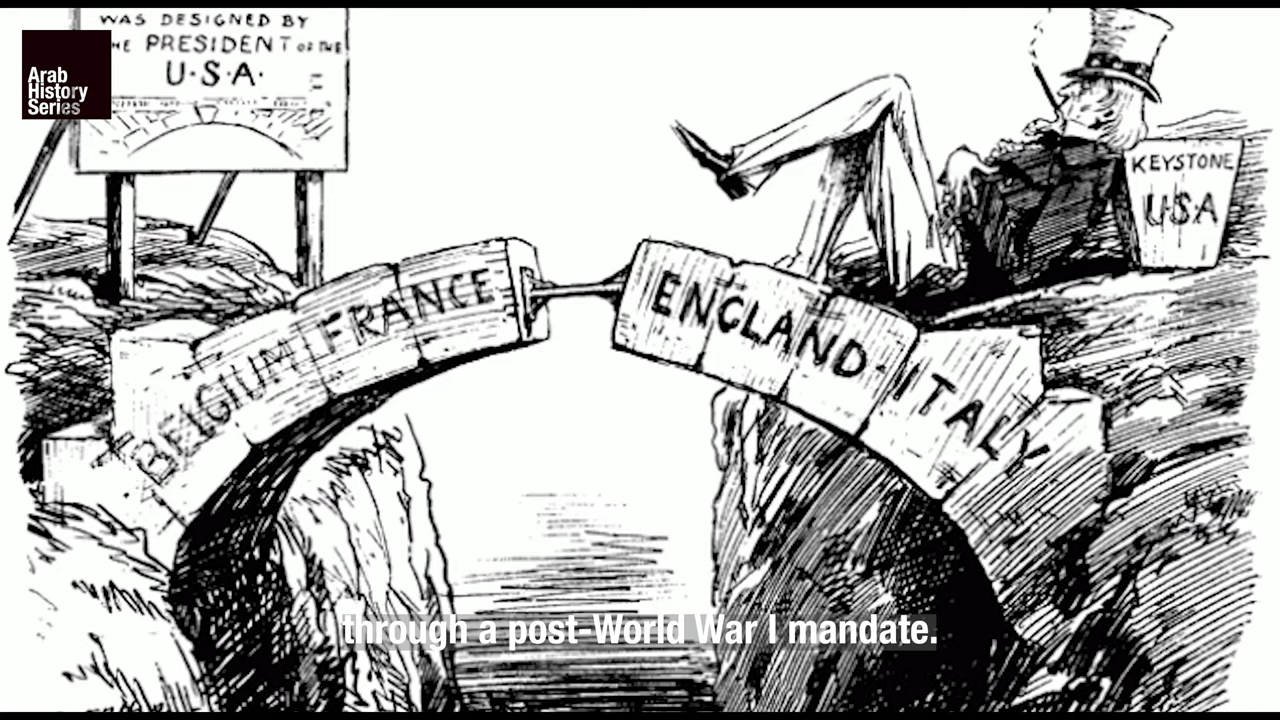 WAS DESIGNED BY
THE PRESIDENT OF THE
U·S·A·
Arab
History
Series
KEYSTONE
USA
BELGIUM
FRANCE
ENGLAND
ITALY
through a post-World War I mandate.